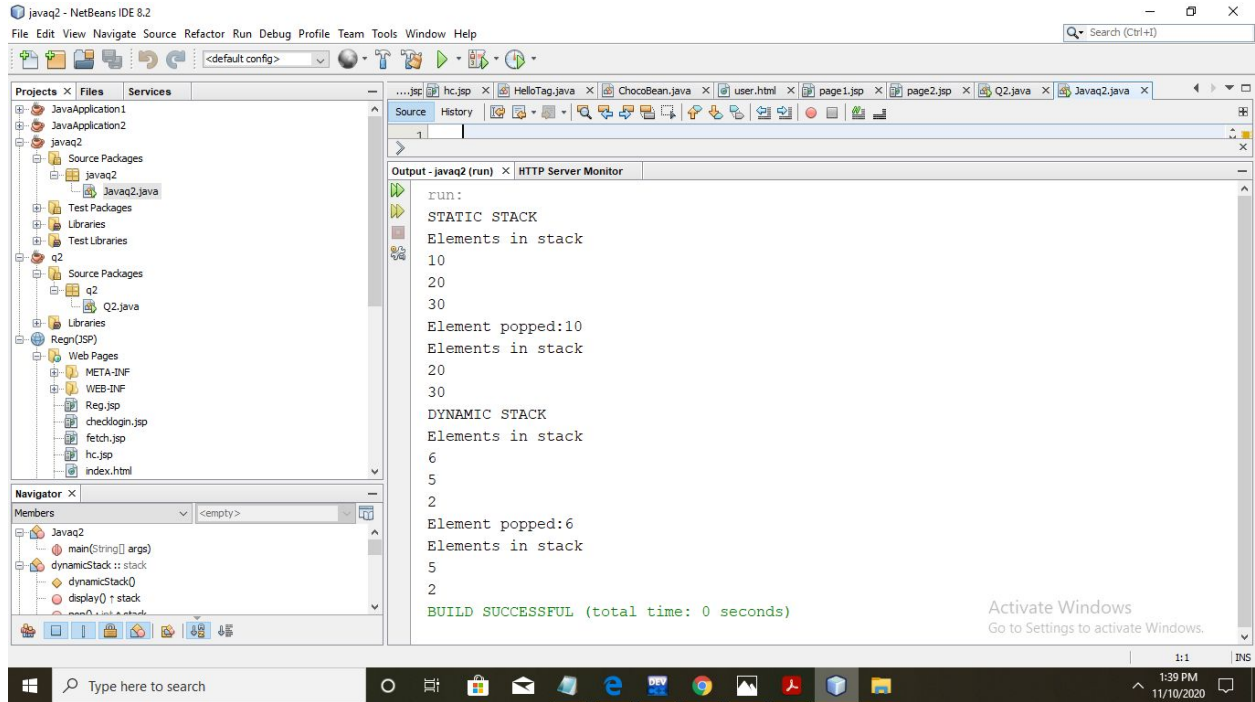 javaq2 - NetBeans IDE 8.2
File Edit View Navigate Source Refactor Run Debug Profile Team Tools Window Help
Search (Ctrl+I)
<default config>
Projects Files Services
JavaApplication1
JavaApplication2
javaq2
Source Packages
javaq2
Javaq2.java
Test Packages
Libraries
Test Libraries
q2
Source Packages
q2
Q2.java
Libraries
Regn(JSP)
Web Pages
META-INF
WEB-INF
Reg.jsp
checklogin.jsp
fetch.jsp
hc.jsp
index.html
Navigator
Members <empty>
Javaq2
main(String[] args)
dynamicStack :: stack
dynamicStack()
display() ↑ stack
pop() : int ↑ stack
....jsp hc.jsp HelloTag.java ChocoBean.java user.html page1.jsp page2.jsp Q2.java Javaq2.java
Source History
1
Output - javaq2 (run) HTTP Server Monitor
run:
STATIC STACK
Elements in stack
10
20
30
Element popped:10
Elements in stack
20
30
DYNAMIC STACK
Elements in stack
6
5
2
Element popped:6
Elements in stack
5
2
BUILD SUCCESSFUL (total time: 0 seconds)
Activate Windows
Go to Settings to activate Windows.
1:1 INS
Type here to search
DEV
1:39 PM
11/10/2020